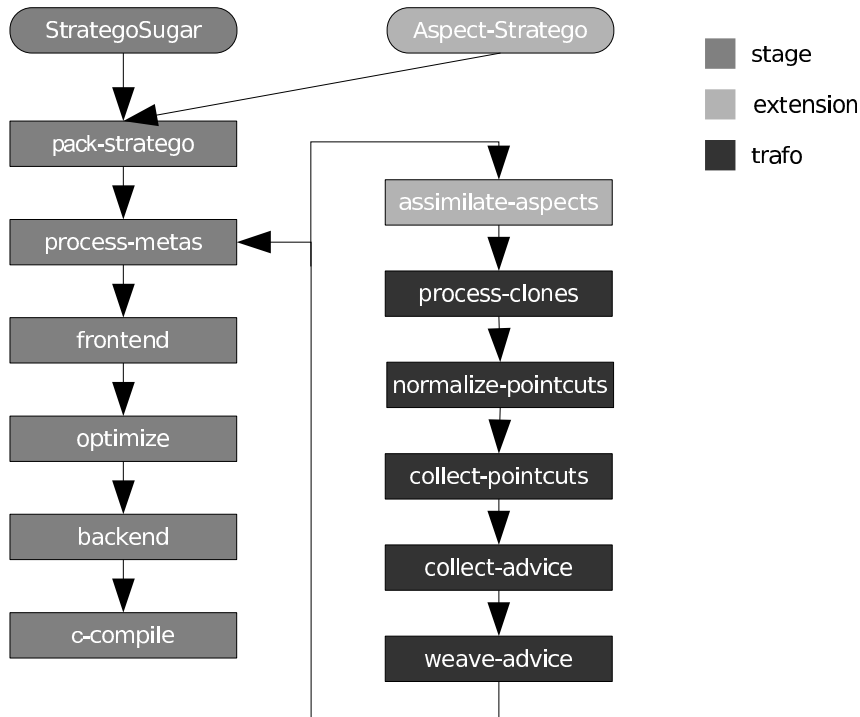 StrategoSugar
Aspect-Stratego
stage
extension
trafo
pack-stratego
process-metas
frontend
optimize
backend
c-compile
assimilate-aspects
process-clones
normalize-pointcuts
collect-pointcuts
collect-advice
weave-advice